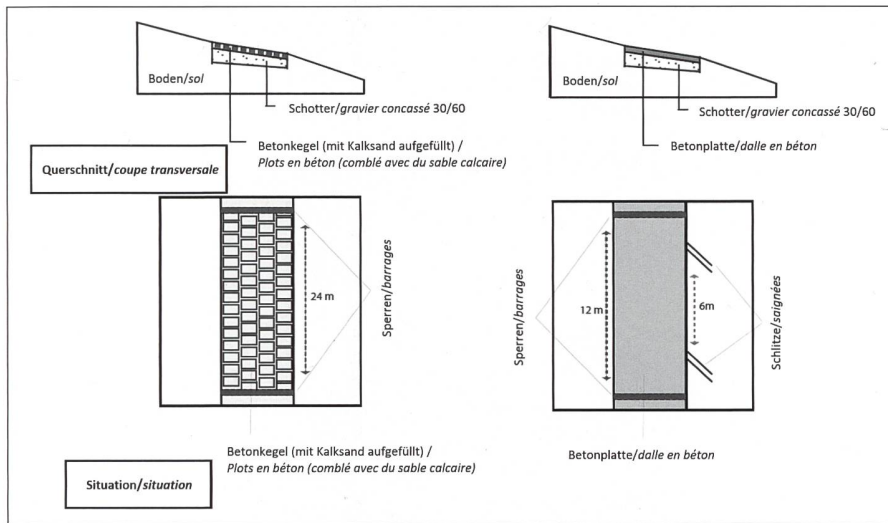 Boden/sol
Schotter/gravier concassé 30/60
Betonkegel (mit Kalksand aufgefüllt) /
Plots en béton (comblé avec du sable calcaire)
Boden/sol
Schotter/gravier concassé 30/60
Betonplatte/dalle en béton
Querschnitt/coupe transversale
24 m
Sperren/barrages
Betonkegel (mit Kalksand aufgefüllt) /
Plots en béton (comblé avec du sable calcaire)
Sperren/barrages
12 m
6m
Schlitze/saignées
Betonplatte/dalle en béton
Situation/situation